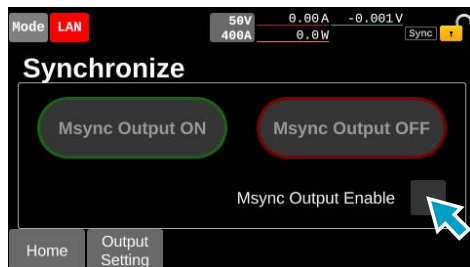 Mode LAN 50V 0.00A -0.001V
400A 0.0W Sync
Synchronize
Msync Output ON Msync Output OFF
Msync Output Enable
Home Output
Setting